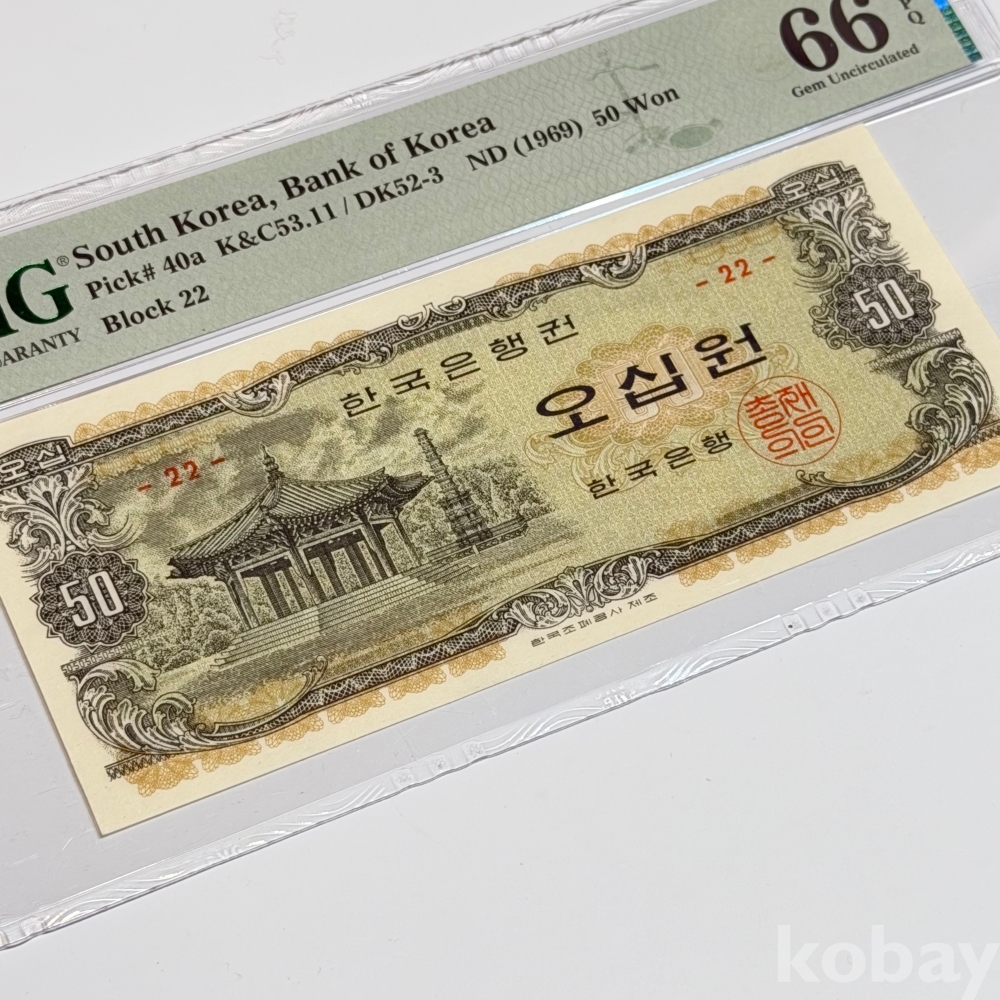 66 PQ
Gem Uncirculated
South Korea, Bank of Korea
Pick# 40a K&C53.11 / DK52-3 ND (1969) 50 Won
Block 22
G®
ARANTY
오십
- 22 -
50
한국은행권
오십원
한국은행
총재의인
오십
- 22 -
50
한국조폐공사 제조
kobay